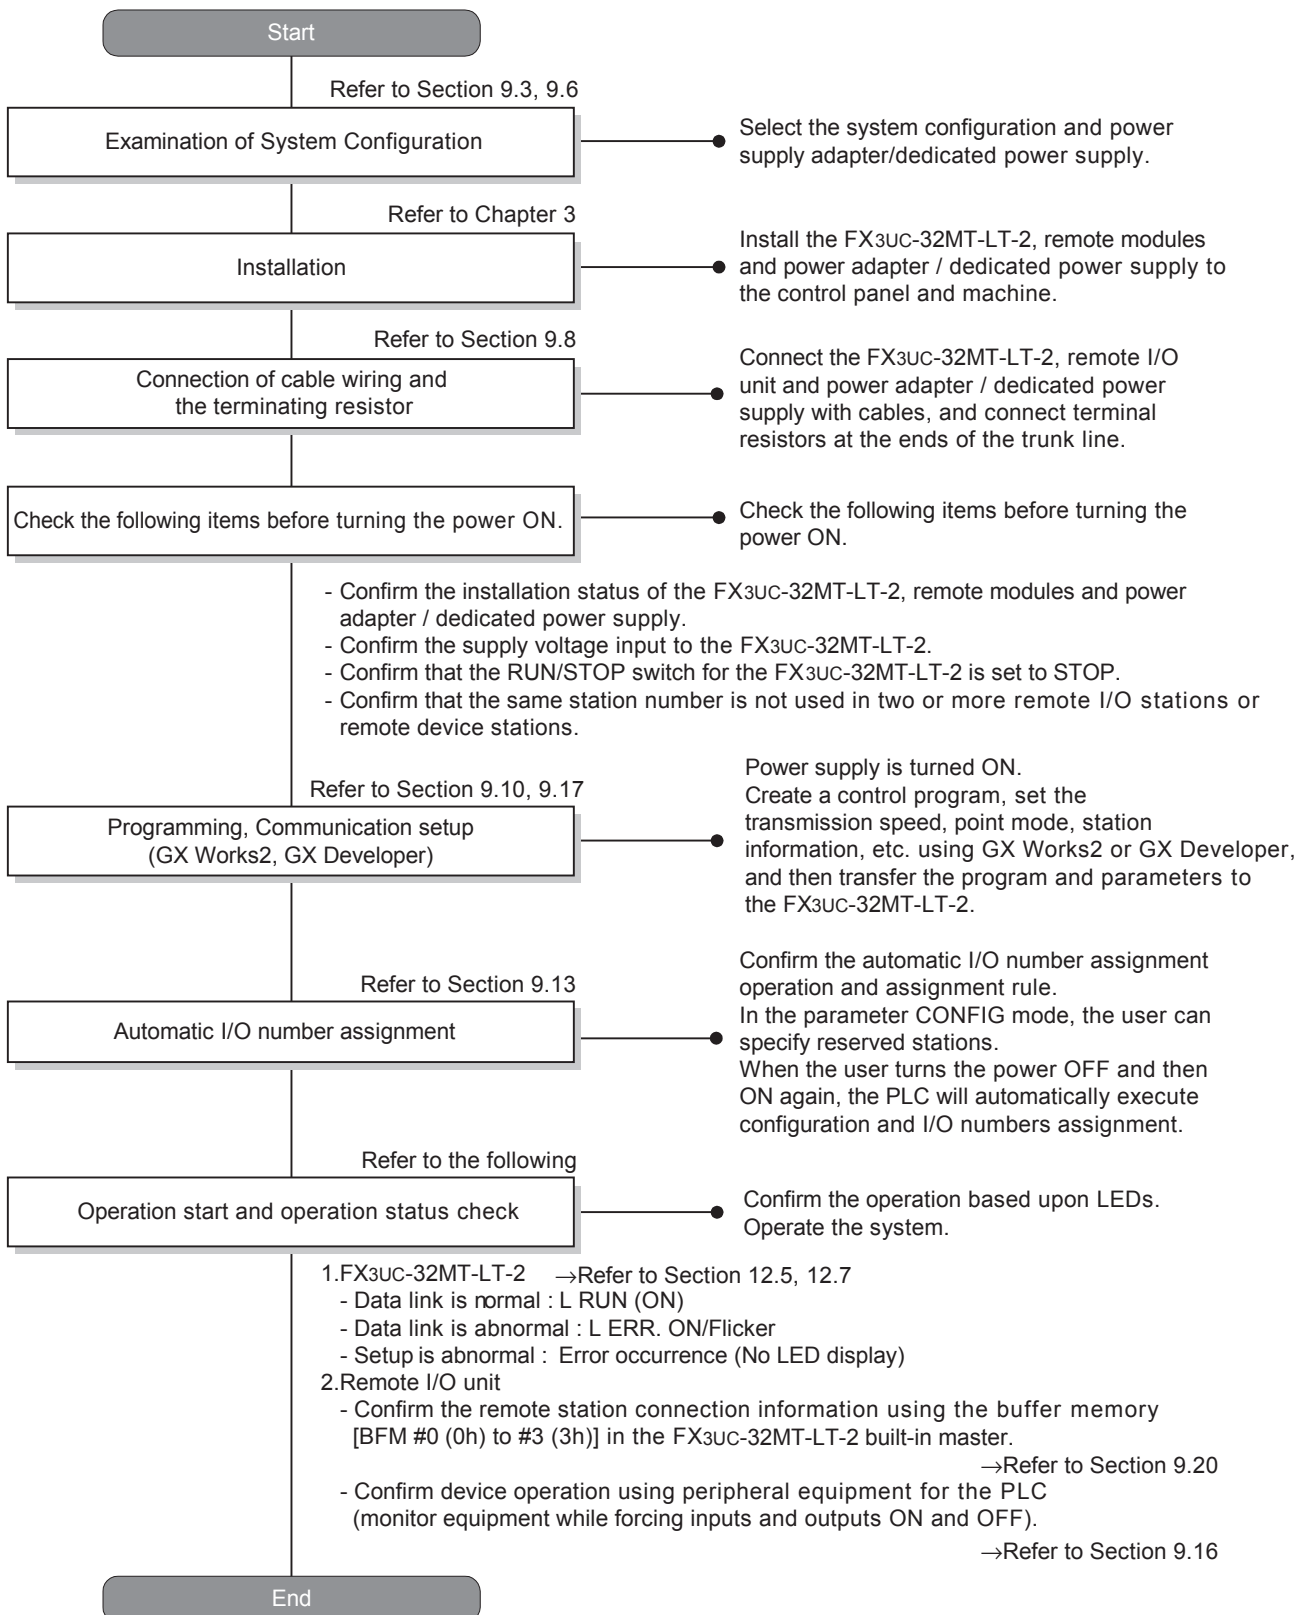 Start
Refer to Section 9.3, 9.6
Examination of System Configuration
Select the system configuration and power
supply adapter/dedicated power supply.
Refer to Chapter 3
Installation
Install the FX3UC-32MT-LT-2, remote modules
and power adapter / dedicated power supply to
the control panel and machine.
Refer to Section 9.8
Connection of cable wiring and
the terminating resistor
Connect the FX3UC-32MT-LT-2, remote I/O
unit and power adapter / dedicated power
supply with cables, and connect terminal
resistors at the ends of the trunk line.
Check the following items before turning the power ON.
Check the following items before turning the
power ON.
- Confirm the installation status of the FX3UC-32MT-LT-2, remote modules and power
adapter / dedicated power supply.
- Confirm the supply voltage input to the FX3UC-32MT-LT-2.
- Confirm that the RUN/STOP switch for the FX3UC-32MT-LT-2 is set to STOP.
- Confirm that the same station number is not used in two or more remote I/O stations or
remote device stations.
Refer to Section 9.10, 9.17
Programming, Communication setup
(GX Works2, GX Developer)
Power supply is turned ON.
Create a control program, set the
transmission speed, point mode, station
information, etc. using GX Works2 or GX Developer,
and then transfer the program and parameters to
the FX3UC-32MT-LT-2.
Refer to Section 9.13
Automatic I/O number assignment
Confirm the automatic I/O number assignment
operation and assignment rule.
In the parameter CONFIG mode, the user can
specify reserved stations.
When the user turns the power OFF and then
ON again, the PLC will automatically execute
configuration and I/O numbers assignment.
Refer to the following
Operation start and operation status check
Confirm the operation based upon LEDs.
Operate the system.
1.FX3UC-32MT-LT-2 →Refer to Section 12.5, 12.7
- Data link is normal : L RUN (ON)
- Data link is abnormal : L ERR. ON/Flicker
- Setup is abnormal : Error occurrence (No LED display)
2.Remote I/O unit
- Confirm the remote station connection information using the buffer memory
[BFM #0 (0h) to #3 (3h)] in the FX3UC-32MT-LT-2 built-in master.
→Refer to Section 9.20
- Confirm device operation using peripheral equipment for the PLC
(monitor equipment while forcing inputs and outputs ON and OFF).
→Refer to Section 9.16
End